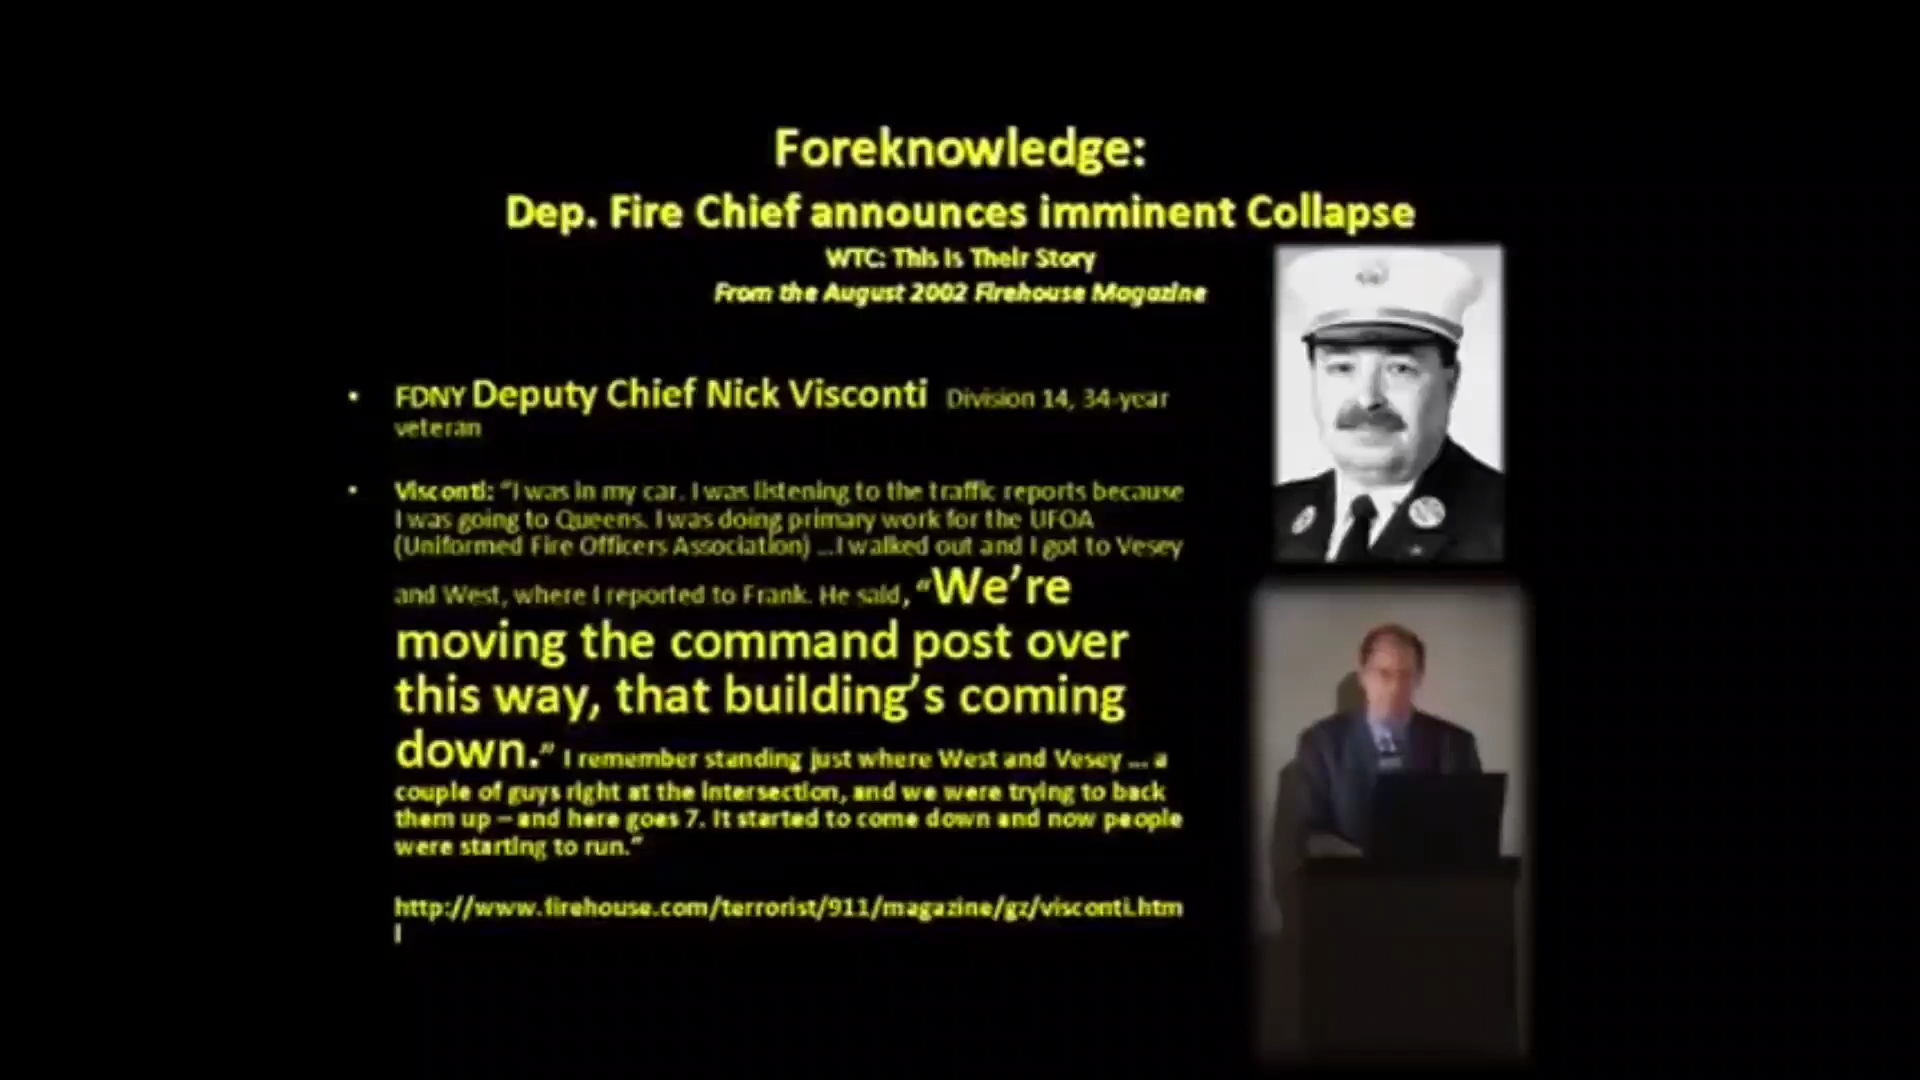 Foreknowledge:
Dep. Fire Chief announces imminent Collapse
WTC: This Is Their Story
From the August 2002 Firehouse Magazine
• FDNY Deputy Chief Nick Visconti Division 14, 34-year
veteran
• Visconti: “I was in my car. I was listening to the traffic reports because
I was going to Queens. I was doing primary work for the UFOA
(Uniformed Fire Officers Association) ...I walked out and I got to Vesey
and West, where I reported to Frank. He said, “We’re
moving the command post over
this way, that building’s coming
down.” I remember standing just where West and Vesey ... a
couple of guys right at the intersection, and we were trying to back
them up – and here goes 7. It started to come down and now people
were starting to run.”
http://www.firehouse.com/terrorist/911/magazine/gz/visconti.htm
l